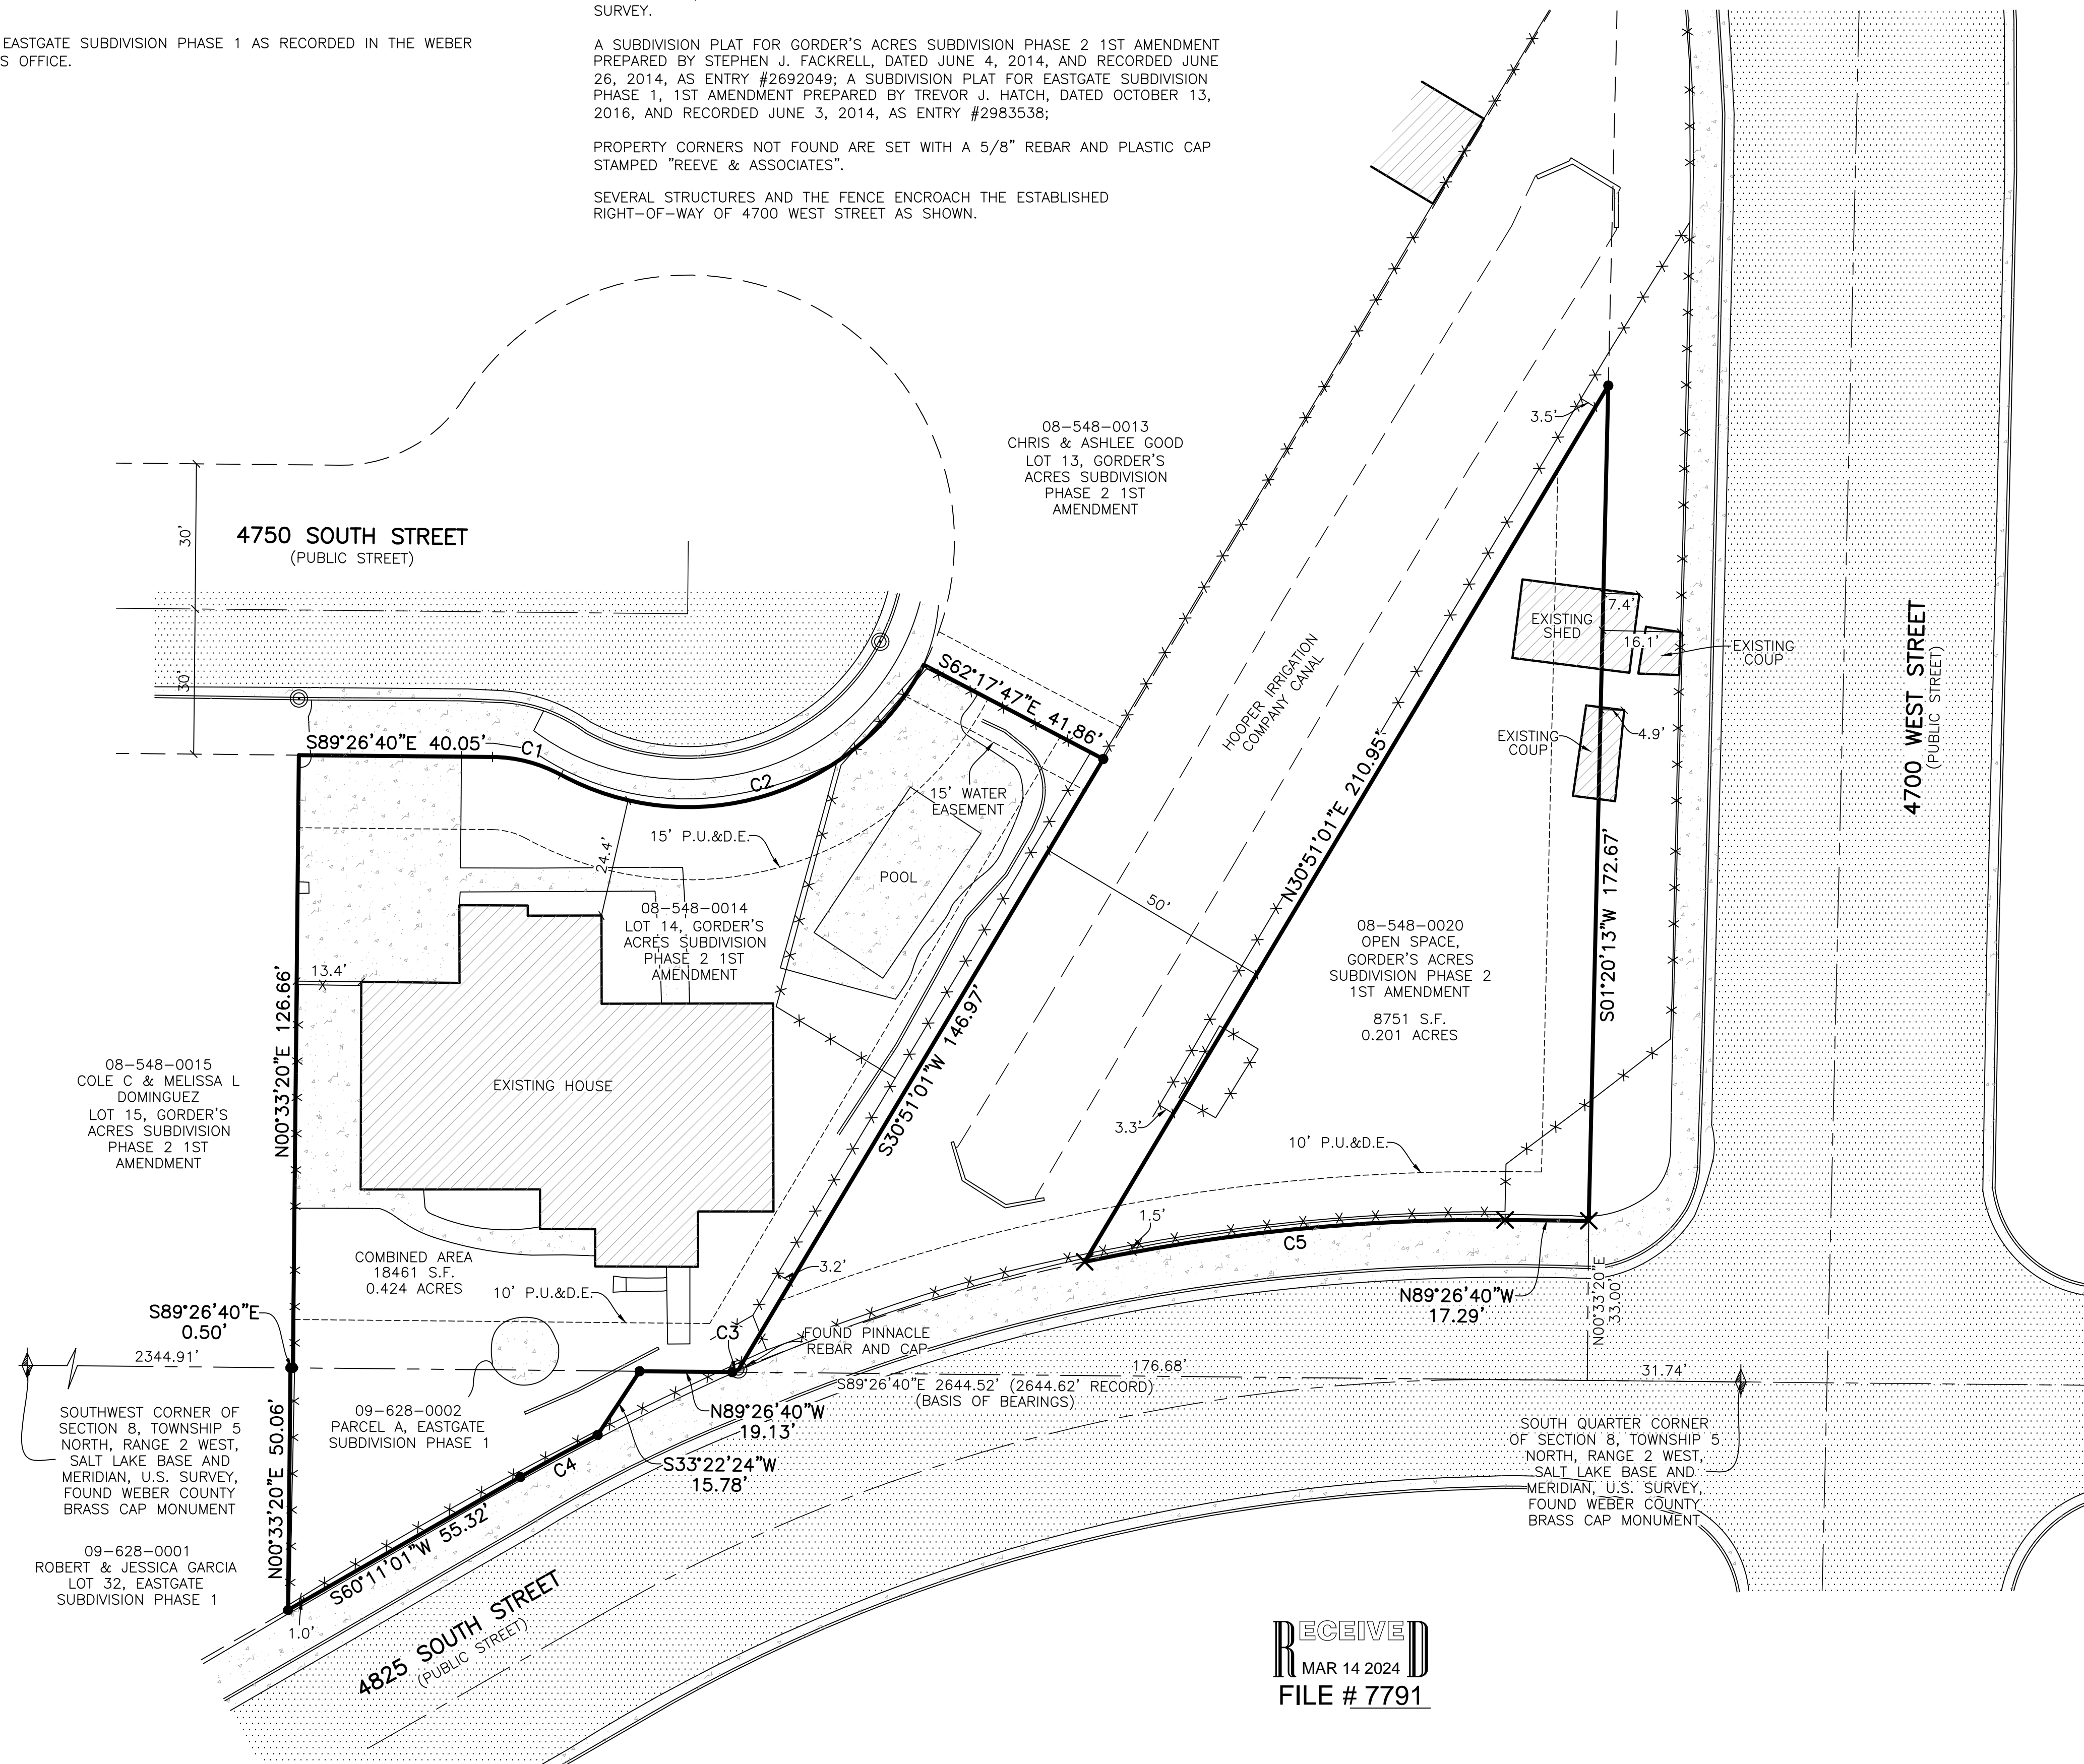 SURVEY.
EASTGATE SUBDIVISION PHASE 1 AS RECORDED IN THE WEBER
S OFFICE.
A SUBDIVISION PLAT FOR GORDER'S ACRES SUBDIVISION PHASE 2 1ST AMENDMENT
PREPARED BY STEPHEN J. FACKRELL, DATED JUNE 4, 2014, AND RECORDED JUNE
26, 2014, AS ENTRY #2692049; A SUBDIVISION PLAT FOR EASTGATE SUBDIVISION
PHASE 1, 1ST AMENDMENT PREPARED BY TREVOR J. HATCH, DATED OCTOBER 13,
2016, AND RECORDED JUNE 3, 2014, AS ENTRY #2983538;
PROPERTY CORNERS NOT FOUND ARE SET WITH A 5/8" REBAR AND PLASTIC CAP
STAMPED "REEVE & ASSOCIATES".
SEVERAL STRUCTURES AND THE FENCE ENCROACH THE ESTABLISHED
RIGHT-OF-WAY OF 4700 WEST STREET AS SHOWN.
08-548-0013
CHRIS & ASHLEE GOOD
LOT 13, GORDER'S
ACRES SUBDIVISION
PHASE 2 1ST
AMENDMENT
3.5'
30'
4750 SOUTH STREET
(PUBLIC STREET)
30'
EXISTING
SHED
7.4'
16.1'
EXISTING
COUP
4700 WEST STREET
(PUBLIC STREET)
HOOPER IRRIGATION
COMPANY CANAL
S62°17'47"E 41.86'
S89°26'40"E 40.05'
C1
C2
EXISTING
COUP
4.9'
15' WATER
EASEMENT
15' P.U.&D.E.
24.4'
POOL
N30°51'01"E 210.95'
S01°20'13"W 172.67'
50'
08-548-0014
LOT 14, GORDER'S
ACRES SUBDIVISION
PHASE 2 1ST
AMENDMENT
08-548-0020
OPEN SPACE,
GORDER'S ACRES
SUBDIVISION PHASE 2
1ST AMENDMENT
8751 S.F.
0.201 ACRES
13.4'
N00°33'20"E 126.66'
S30°51'01"W 146.97'
08-548-0015
COLE C & MELISSA L
DOMINGUEZ
LOT 15, GORDER'S
ACRES SUBDIVISION
PHASE 2 1ST
AMENDMENT
EXISTING HOUSE
3.3'
10' P.U.&D.E.
1.5'
C5
COMBINED AREA
18461 S.F.
0.424 ACRES
3.2'
10' P.U.&D.E.
N89°26'40"W
17.29'
N00°33'20"E
33.00'
S89°26'40"E
0.50'
C3
FOUND PINNACLE
REBAR AND CAP
2344.91'
176.68'
31.74'
S89°26'40"E 2644.52' (2644.62' RECORD)
(BASIS OF BEARINGS)
SOUTHWEST CORNER OF
SECTION 8, TOWNSHIP 5
NORTH, RANGE 2 WEST,
SALT LAKE BASE AND
MERIDIAN, U.S. SURVEY,
FOUND WEBER COUNTY
BRASS CAP MONUMENT
N00°33'20"E 50.06'
09-628-0002
PARCEL A, EASTGATE
SUBDIVISION PHASE 1
N89°26'40"W
19.13'
S33°22'24"W
15.78'
C4
SOUTH QUARTER CORNER
OF SECTION 8, TOWNSHIP 5
NORTH, RANGE 2 WEST,
SALT LAKE BASE AND
MERIDIAN, U.S. SURVEY,
FOUND WEBER COUNTY
BRASS CAP MONUMENT
S60°11'01"W 55.32'
09-628-0001
ROBERT & JESSICA GARCIA
LOT 32, EASTGATE
SUBDIVISION PHASE 1
1.0'
4825 SOUTH STREET
(PUBLIC STREET)
RECEIVED
MAR 14 2024
FILE # 7791